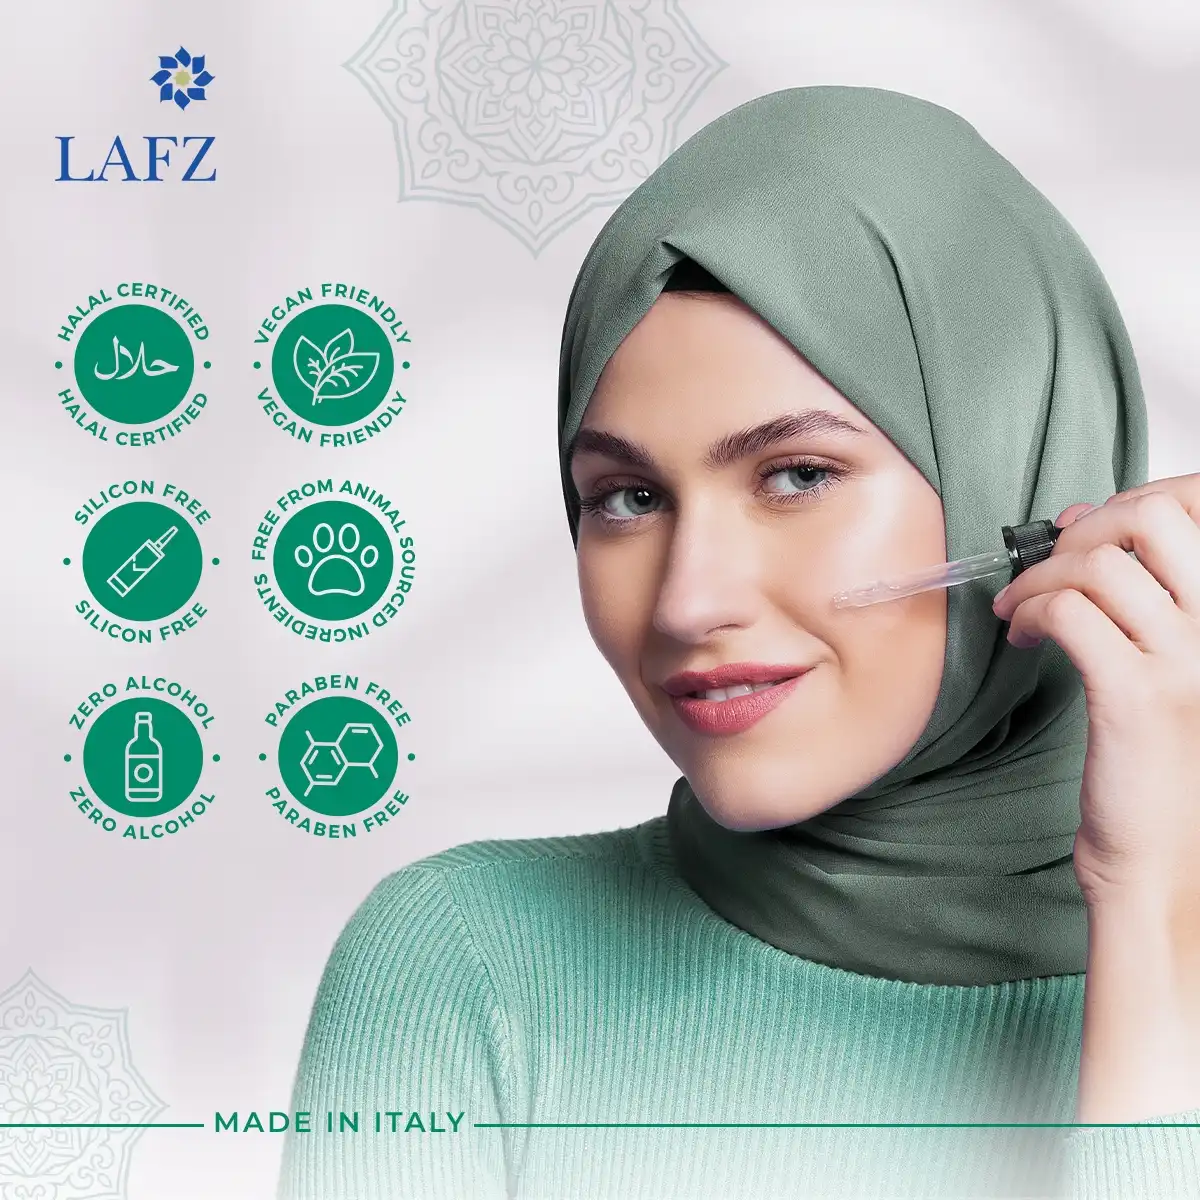 LAFZ
HALAL CERTIFIED
حلال
HALAL CERTIFIED
VEGAN FRIENDLY
VEGAN FRIENDLY
SILICON FREE
SILICON FREE
FREE FROM ANIMAL SOURCED INGREDIENTS
ZERO ALCOHOL
ZERO ALCOHOL
PARABEN FREE
PARABEN FREE
MADE IN ITALY